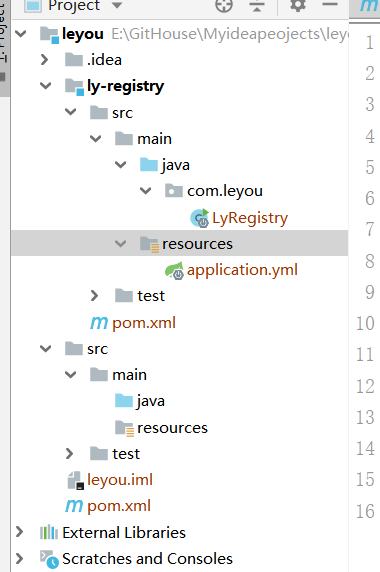 Project
leyou E:\GitHouse\Myideapeojects\leyo
.idea
ly-registry
src
main
java
com.leyou
LyRegistry
resources
application.yml
test
pom.xml
src
main
java
resources
test
leyou.iml
pom.xml
External Libraries
Scratches and Consoles
1
2
3
4
5
6
7
8
9
10
11
12
13
14
15
16